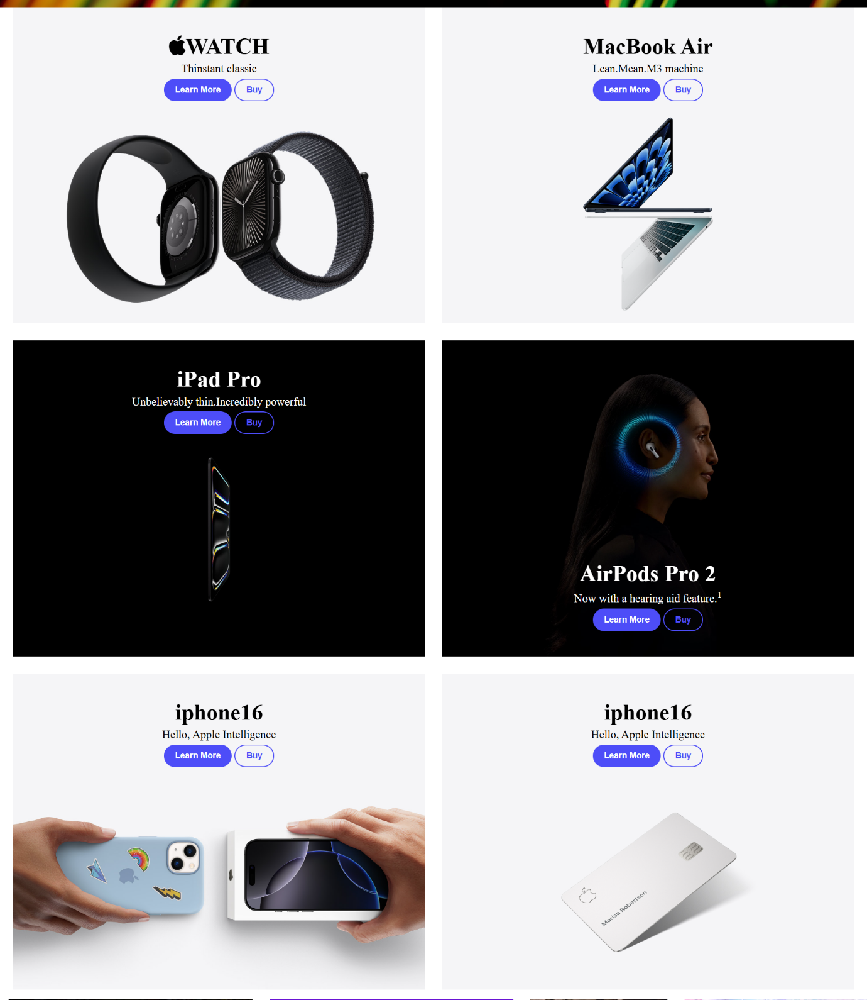 WATCH
Thinstant classic
Learn More Buy
MacBook Air
Lean.Mean.M3 machine
Learn More Buy
iPad Pro
Unbelievably thin.Incredibly powerful
Learn More Buy
AirPods Pro 2
Now with a hearing aid feature.1
Learn More Buy
iphone16
Hello, Apple Intelligence
Learn More Buy
iphone16
Hello, Apple Intelligence
Learn More Buy
Marisa Robertson